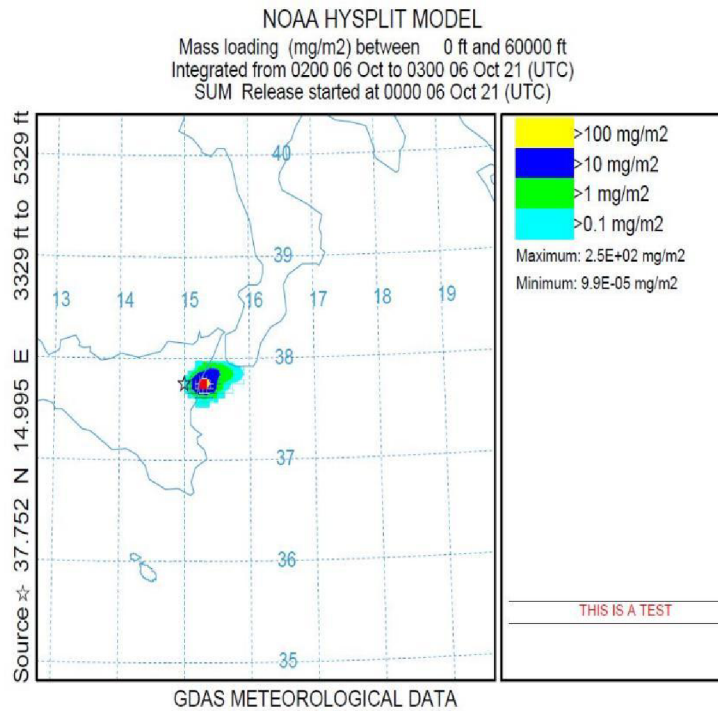 NOAA HYSPLIT MODEL
Mass loading (mg/m2) between 0 ft and 60000 ft
Integrated from 0200 06 Oct to 0300 06 Oct 21 (UTC)
SUM Release started at 0000 06 Oct 21 (UTC)
Source ☆ 37.752 N 14.995 E 3329 ft to 5329 ft
40
39
13 14 15 16 17 18 19
38
37
36
35
>100 mg/m2
>10 mg/m2
>1 mg/m2
>0.1 mg/m2
Maximum: 2.5E+02 mg/m2
Minimum: 9.9E-05 mg/m2
THIS IS A TEST
GDAS METEOROLOGICAL DATA